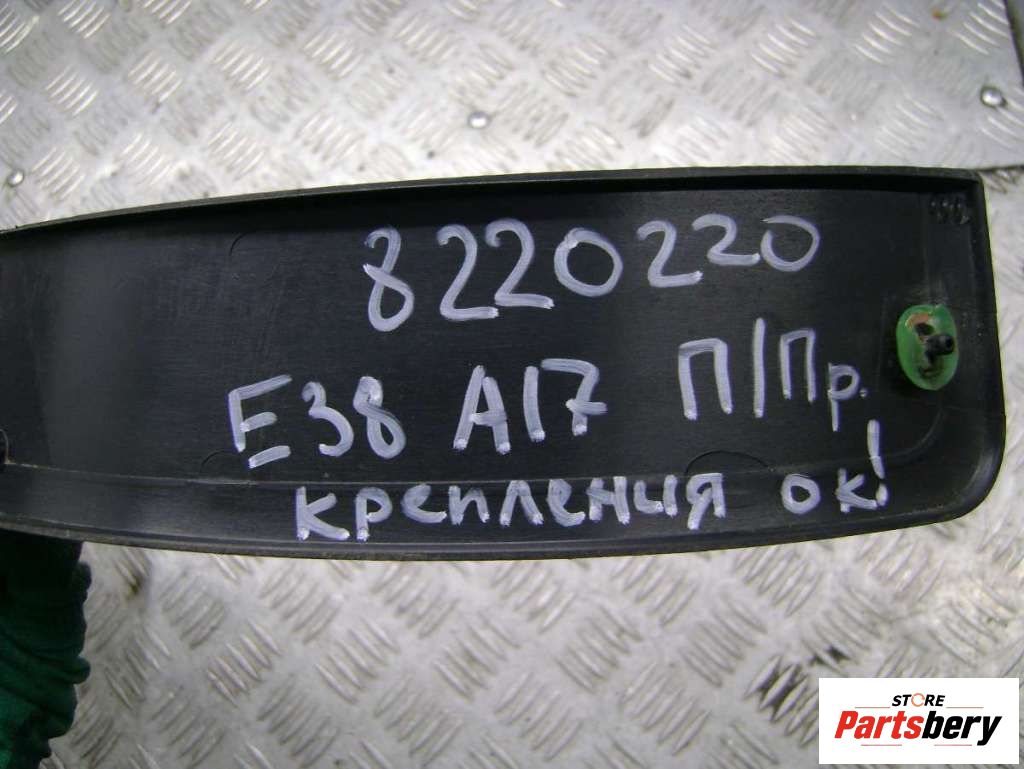 8220220
E38 A17 П/Пр.
крепления ок!
STORE
Partsbery